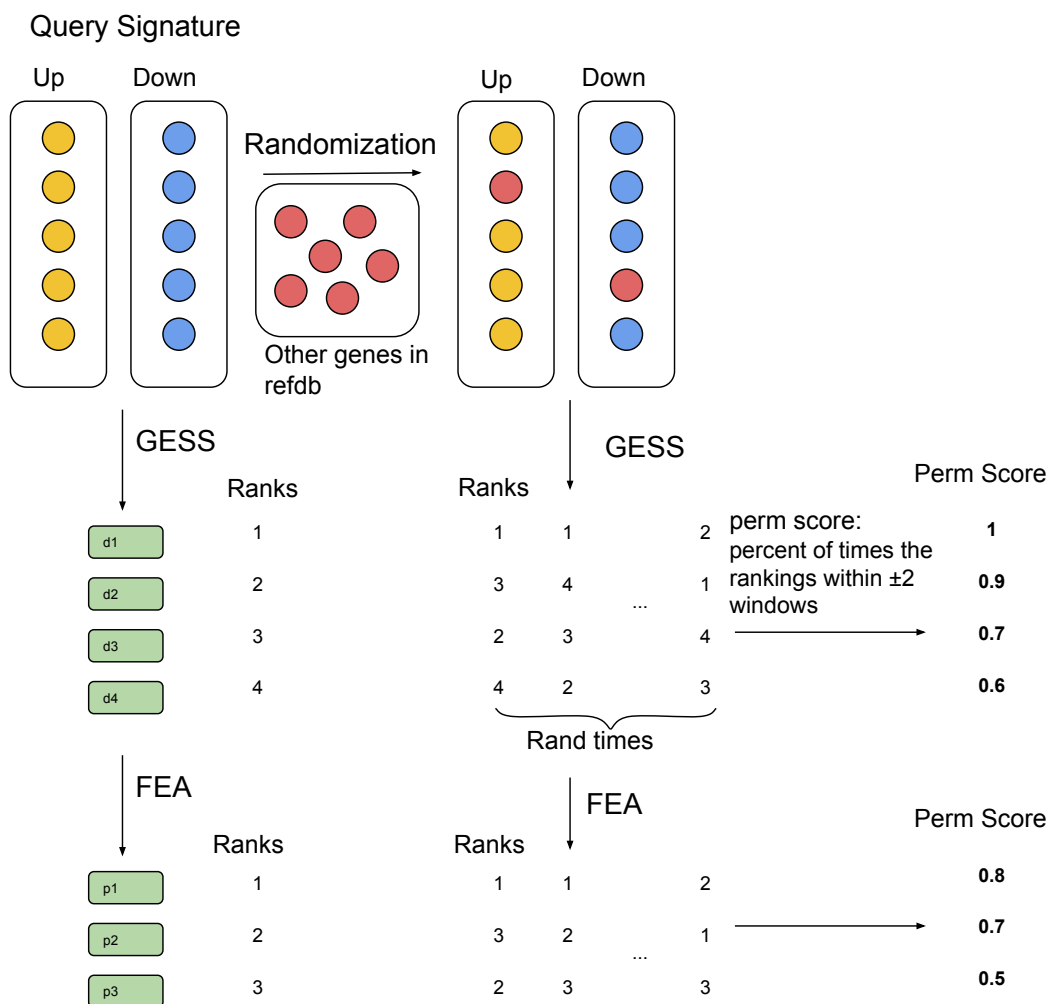 Query Signature
Up Down Up Down
Randomization
Other genes in
refdb
GESS GESS
Perm Score
Ranks Ranks
d1 1 1 1 2 perm score: 1
percent of times the
d2 2 3 4 1 rankings within ±2 0.9
... windows
d3 3 2 3 4 0.7
d4 4 4 2 3 0.6
Rand times
FEA FEA
Perm Score
Ranks Ranks
p1 1 1 1 2 0.8
p2 2 3 2 1 0.7
...
p3 3 2 3 3 0.5